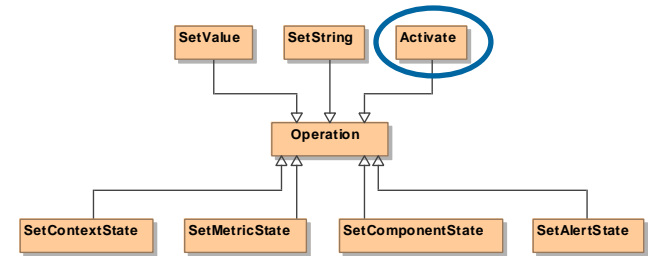 SetValue
SetString
Activate
Operation
SetContextState
SetMetricState
SetComponentState
SetAlertState